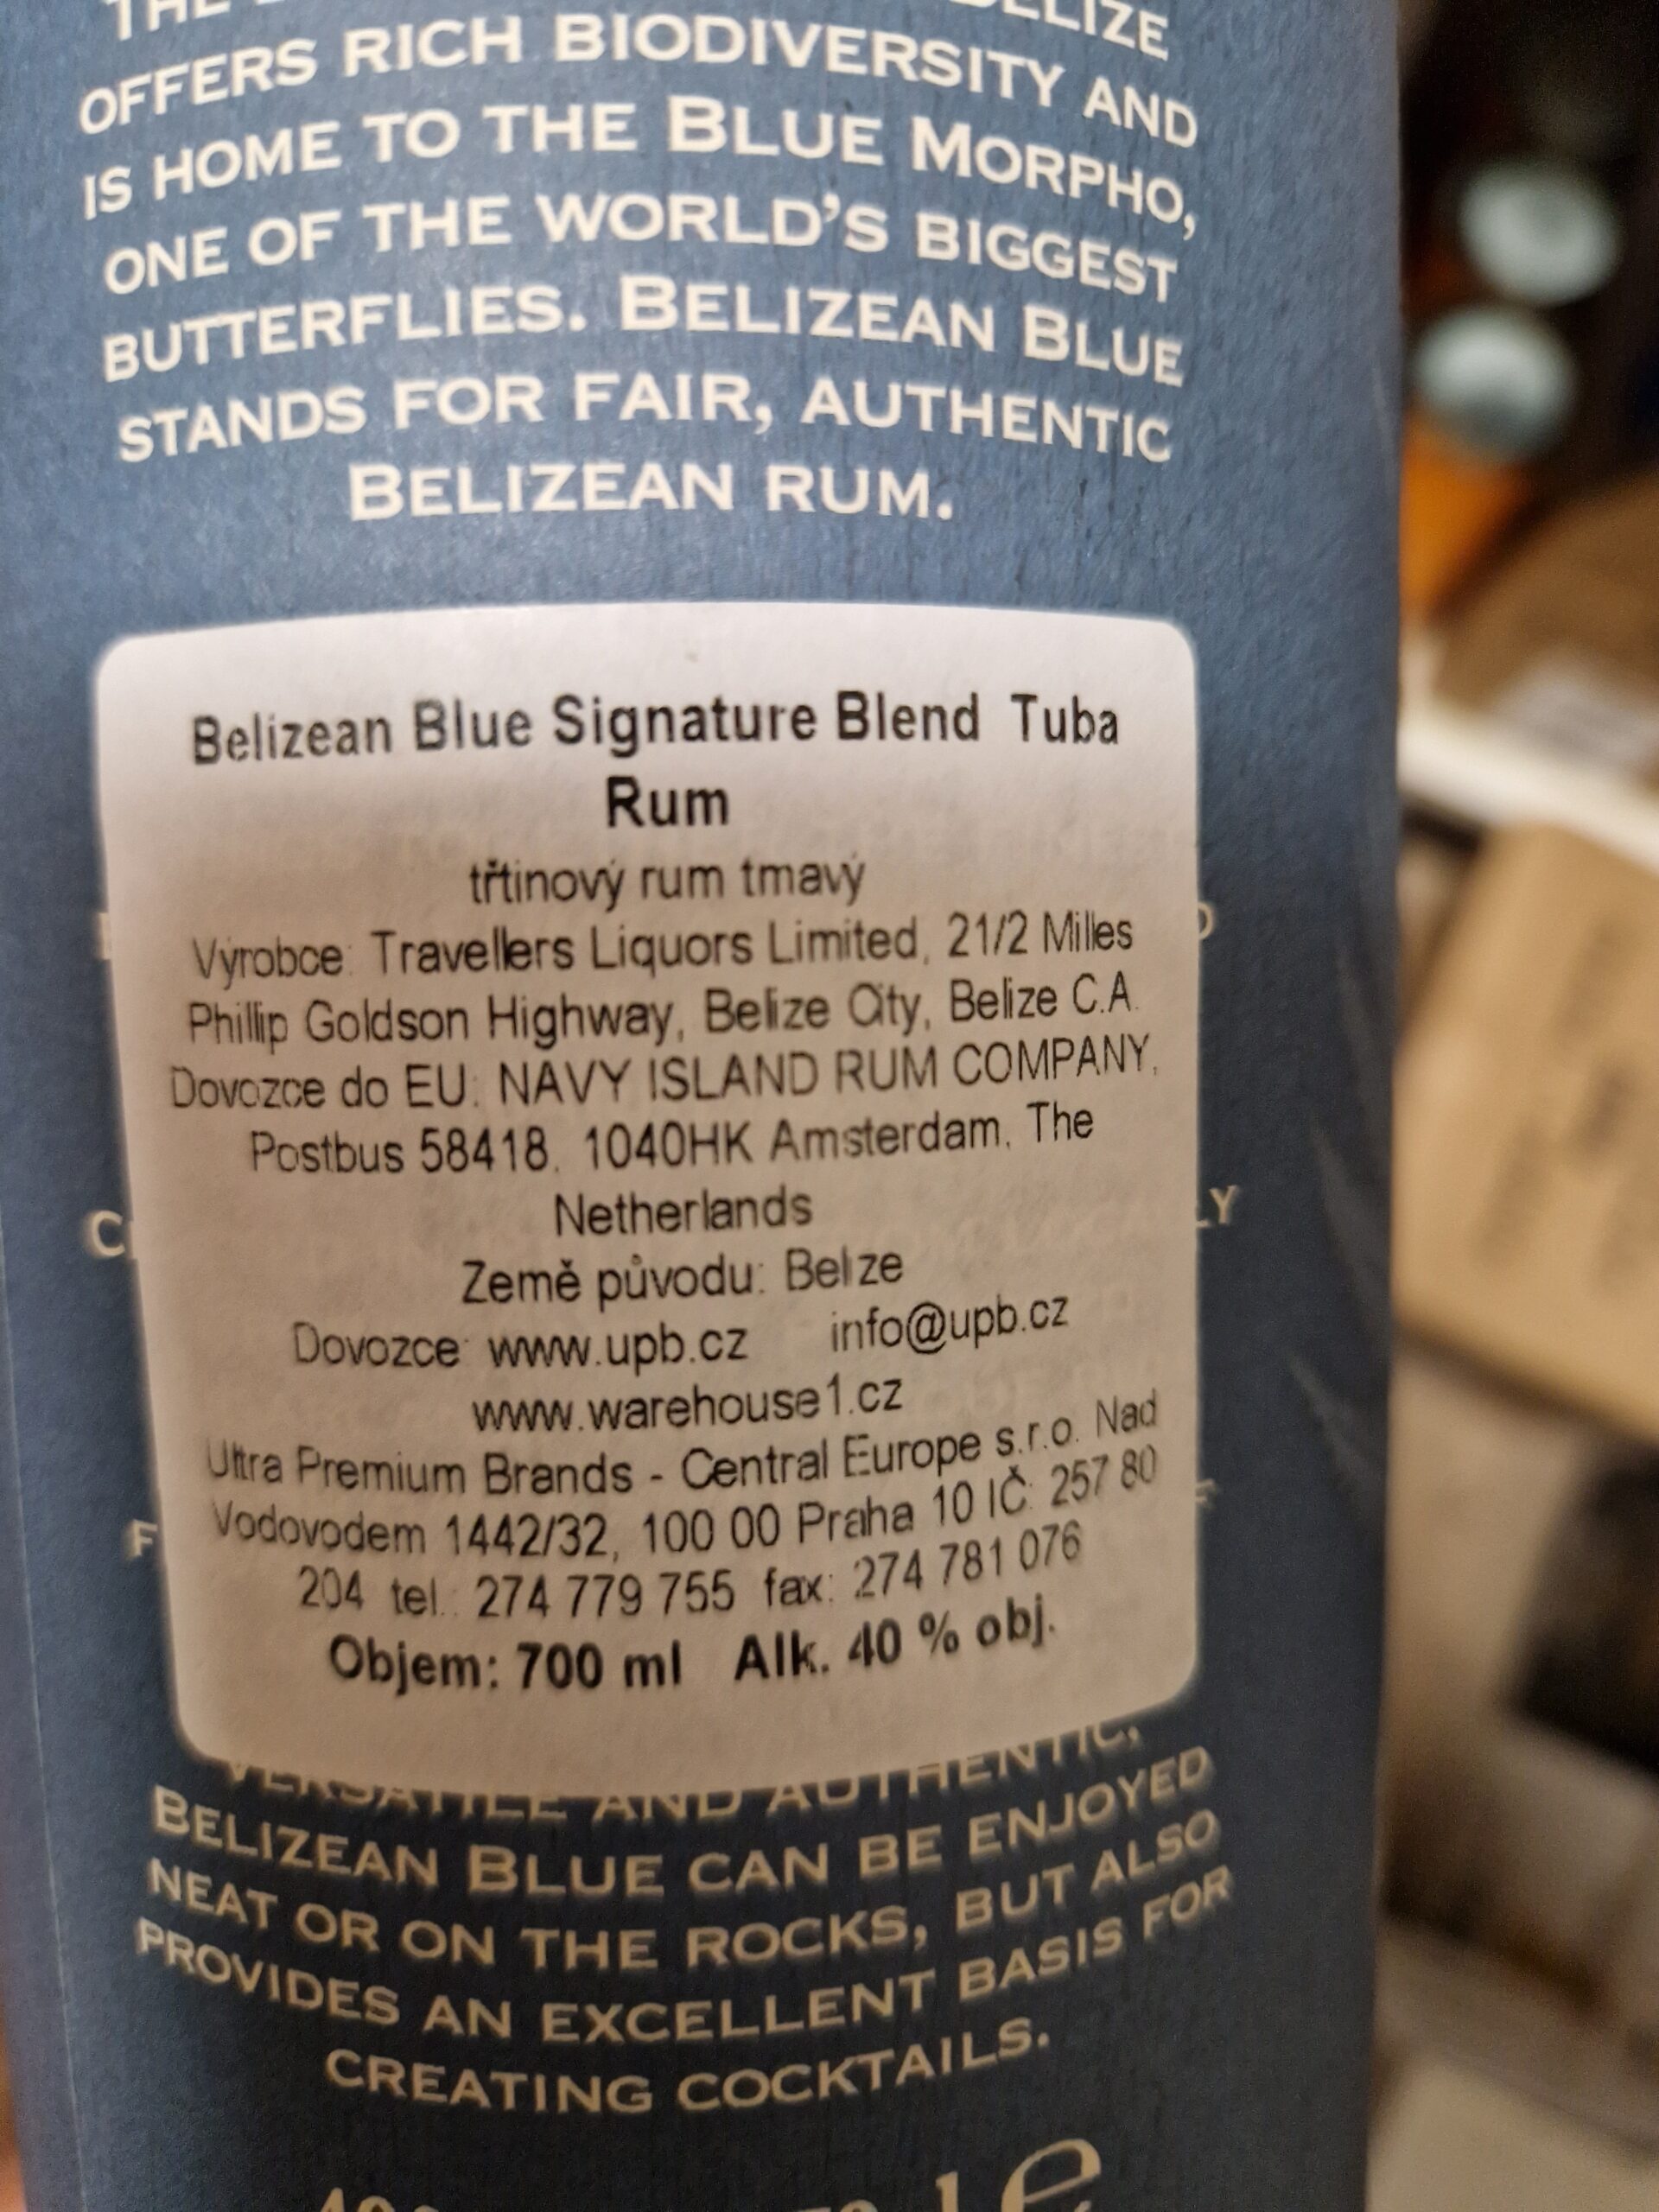 THE
BELIZE
OFFERS RICH BIODIVERSITY AND
IS HOME TO THE BLUE MORPHO,
ONE OF THE WORLD'S BIGGEST
BUTTERFLIES. BELIZEAN BLUE
STANDS FOR FAIR, AUTHENTIC
BELIZEAN RUM.
Belizean Blue Signature Blend Tuba
Rum
třtinový rum tmavý
Výrobce: Travellers Liquors Limited, 21/2 Milles
Phillip Goldson Highway, Belize City, Belize C.A.
Dovozce do EU: NAVY ISLAND RUM COMPANY,
Postbus 58418, 1040HK Amsterdam, The
Netherlands
Země původu: Belize
Dovozce: www.upb.cz info@upb.cz
www.warehouse1.cz
Ultra Premium Brands - Central Europe s.r.o. Nad
Vodovodem 1442/32, 100 00 Praha 10 IČ: 257 80
204 tel.: 274 779 755 fax: 274 781 076
Objem: 700 ml Alk. 40 % obj.
VERSATILE AND AUTHENTIC,
BELIZEAN BLUE CAN BE ENJOYED
NEAT OR ON THE ROCKS, BUT ALSO
PROVIDES AN EXCELLENT BASIS FOR
CREATING COCKTAILS.